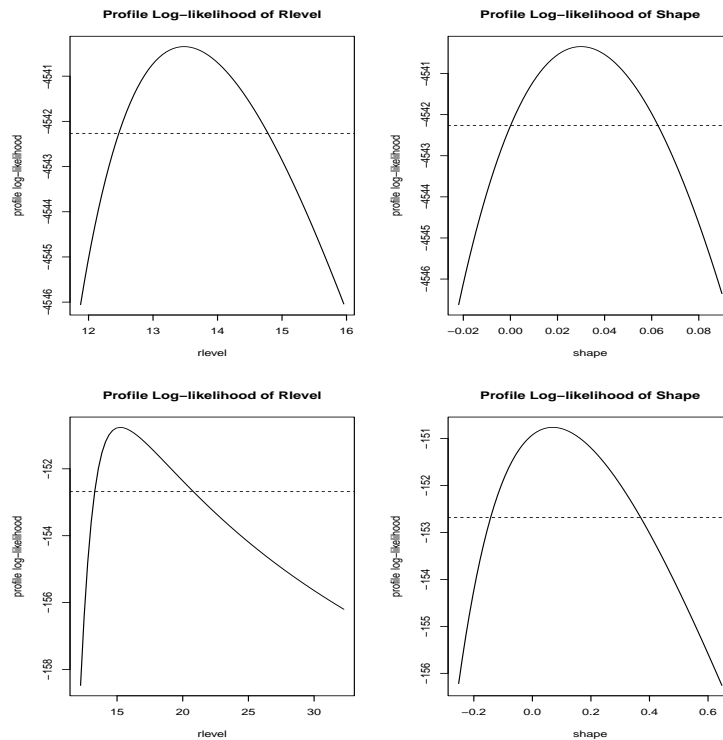 Profile Log−likelihood of Rlevel
profile log−likelihood
−4546 −4545 −4544 −4543 −4542 −4541
12 13 14 15 16
rlevel
Profile Log−likelihood of Shape
profile log−likelihood
−4546 −4545 −4544 −4543 −4542 −4541
−0.02 0.00 0.02 0.04 0.06 0.08
shape
Profile Log−likelihood of Rlevel
profile log−likelihood
−158 −156 −154 −152
15 20 25 30
rlevel
Profile Log−likelihood of Shape
profile log−likelihood
−156 −155 −154 −153 −152 −151
−0.2 0.0 0.2 0.4 0.6
shape